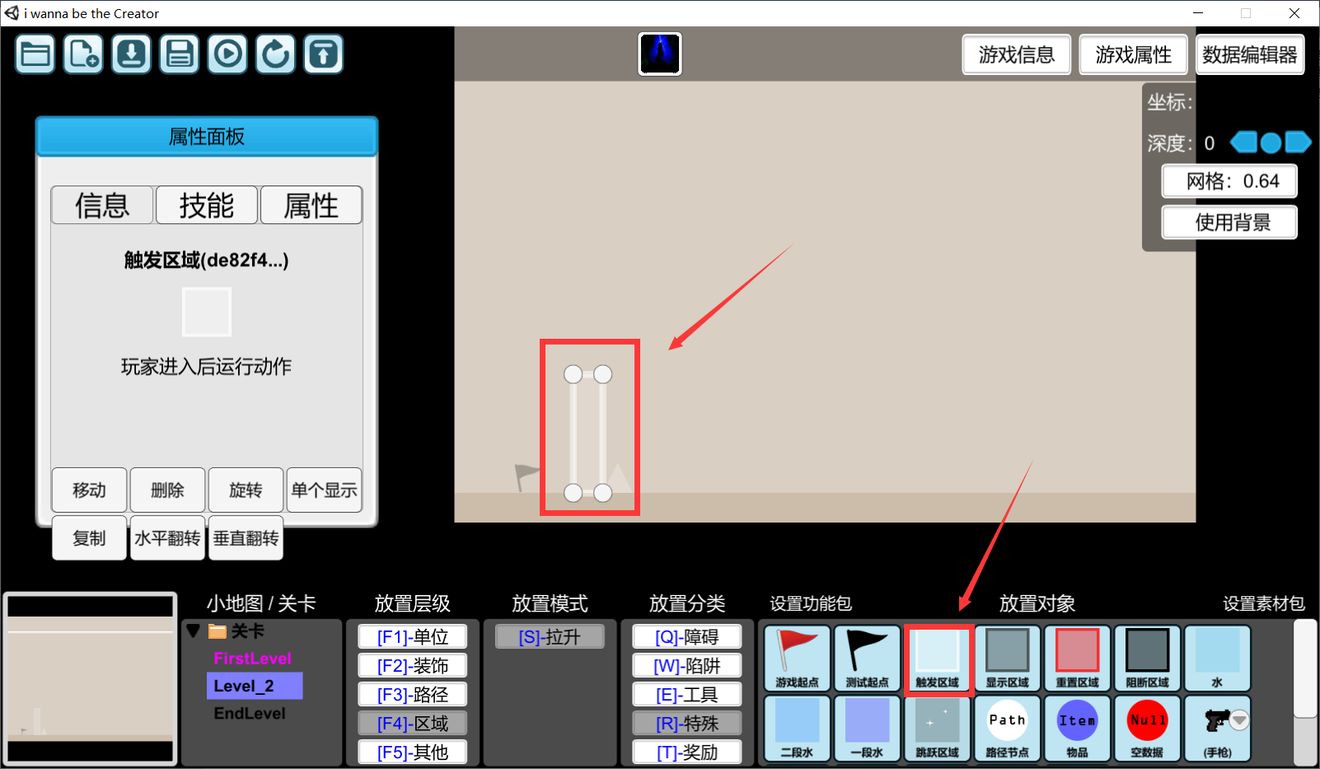 i wanna be the Creator
游戏信息
游戏属性
数据编辑器
坐标:
深度: 0
网格: 0.64
使用背景
属性面板
信息
技能
属性
触发区域(de82f4...)
玩家进入后运行动作
移动
删除
旋转
单个显示
复制
水平翻转
垂直翻转
小地图 / 关卡
放置层级
放置模式
放置分类
设置功能包
放置对象
设置素材包
关卡
FirstLevel
Level_2
EndLevel
[F1]-单位
[F2]-装饰
[F3]-路径
[F4]-区域
[F5]-其他
[S]-拉升
[Q]-障碍
[W]-陷阱
[E]-工具
[R]-特殊
[T]-奖励
游戏起点
测试起点
触发区域
显示区域
重置区域
阻断区域
水
二段水
一段水
跳跃区域
Path
路径节点
Item
物品
Null
空数据
(手枪)